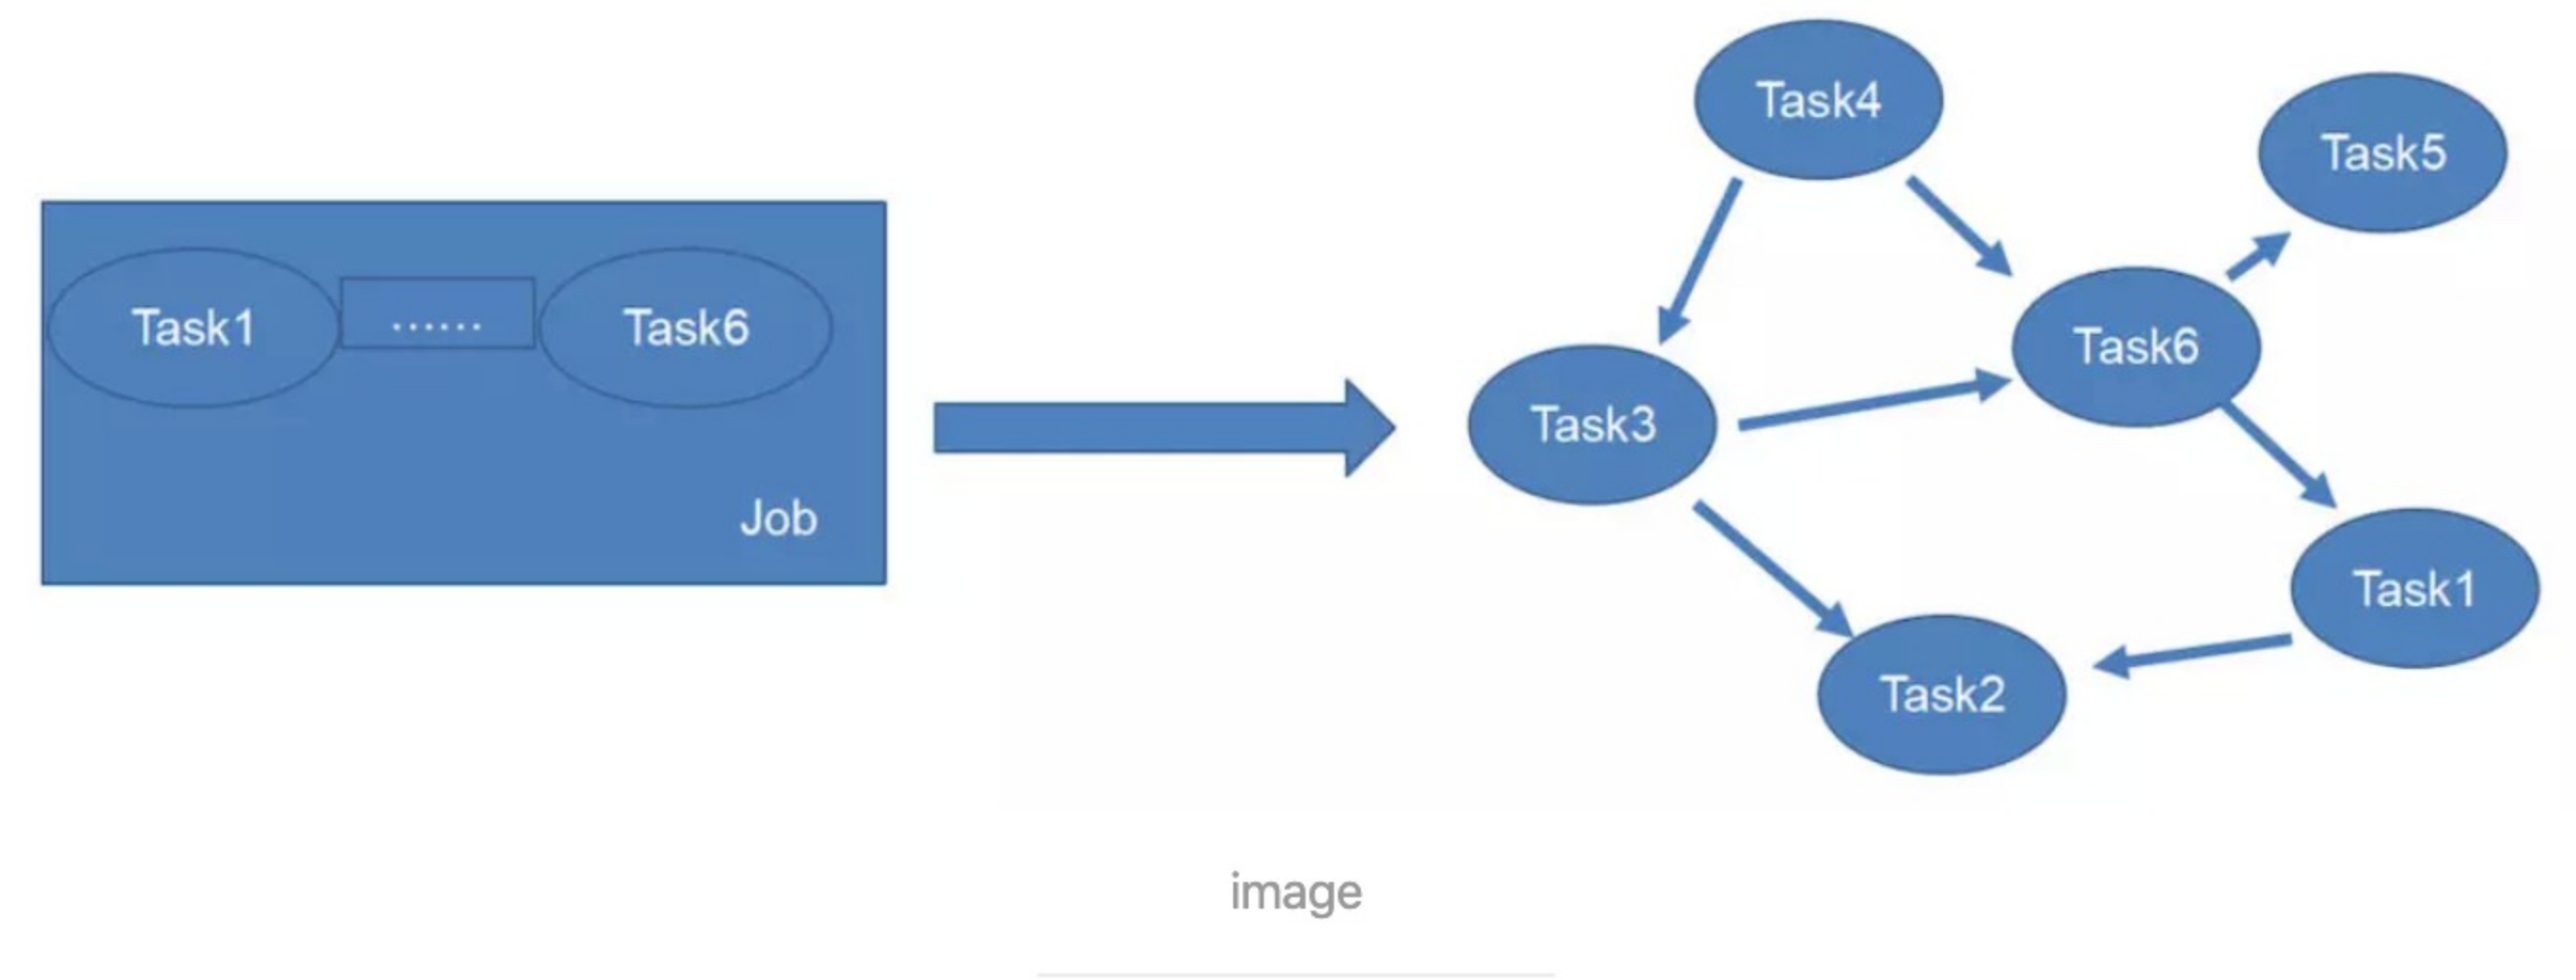 Task1
......
Task6
Job
Task4
Task5
Task6
Task3
Task1
Task2
image